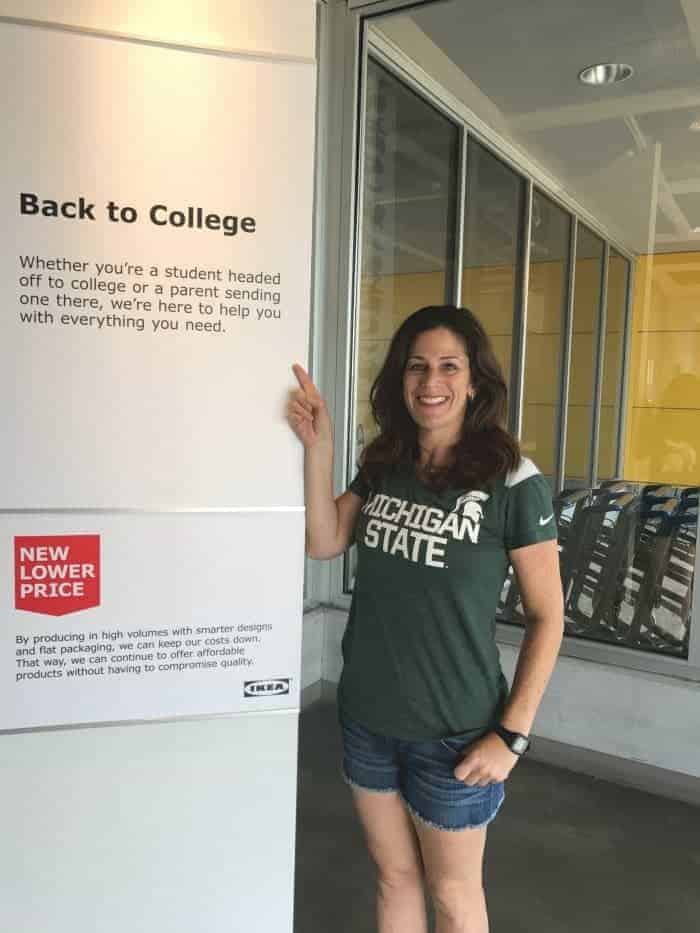 Back to College
Whether you're a student headed
off to college or a parent sending
one there, we're here to help you
with everything you need.
NEW
LOWER
PRICE
By producing in high volumes with smarter designs
and flat packaging, we can keep our costs down.
That way, we can continue to offer affordable
products without having to compromise quality.
IKEA
MICHIGAN
STATE